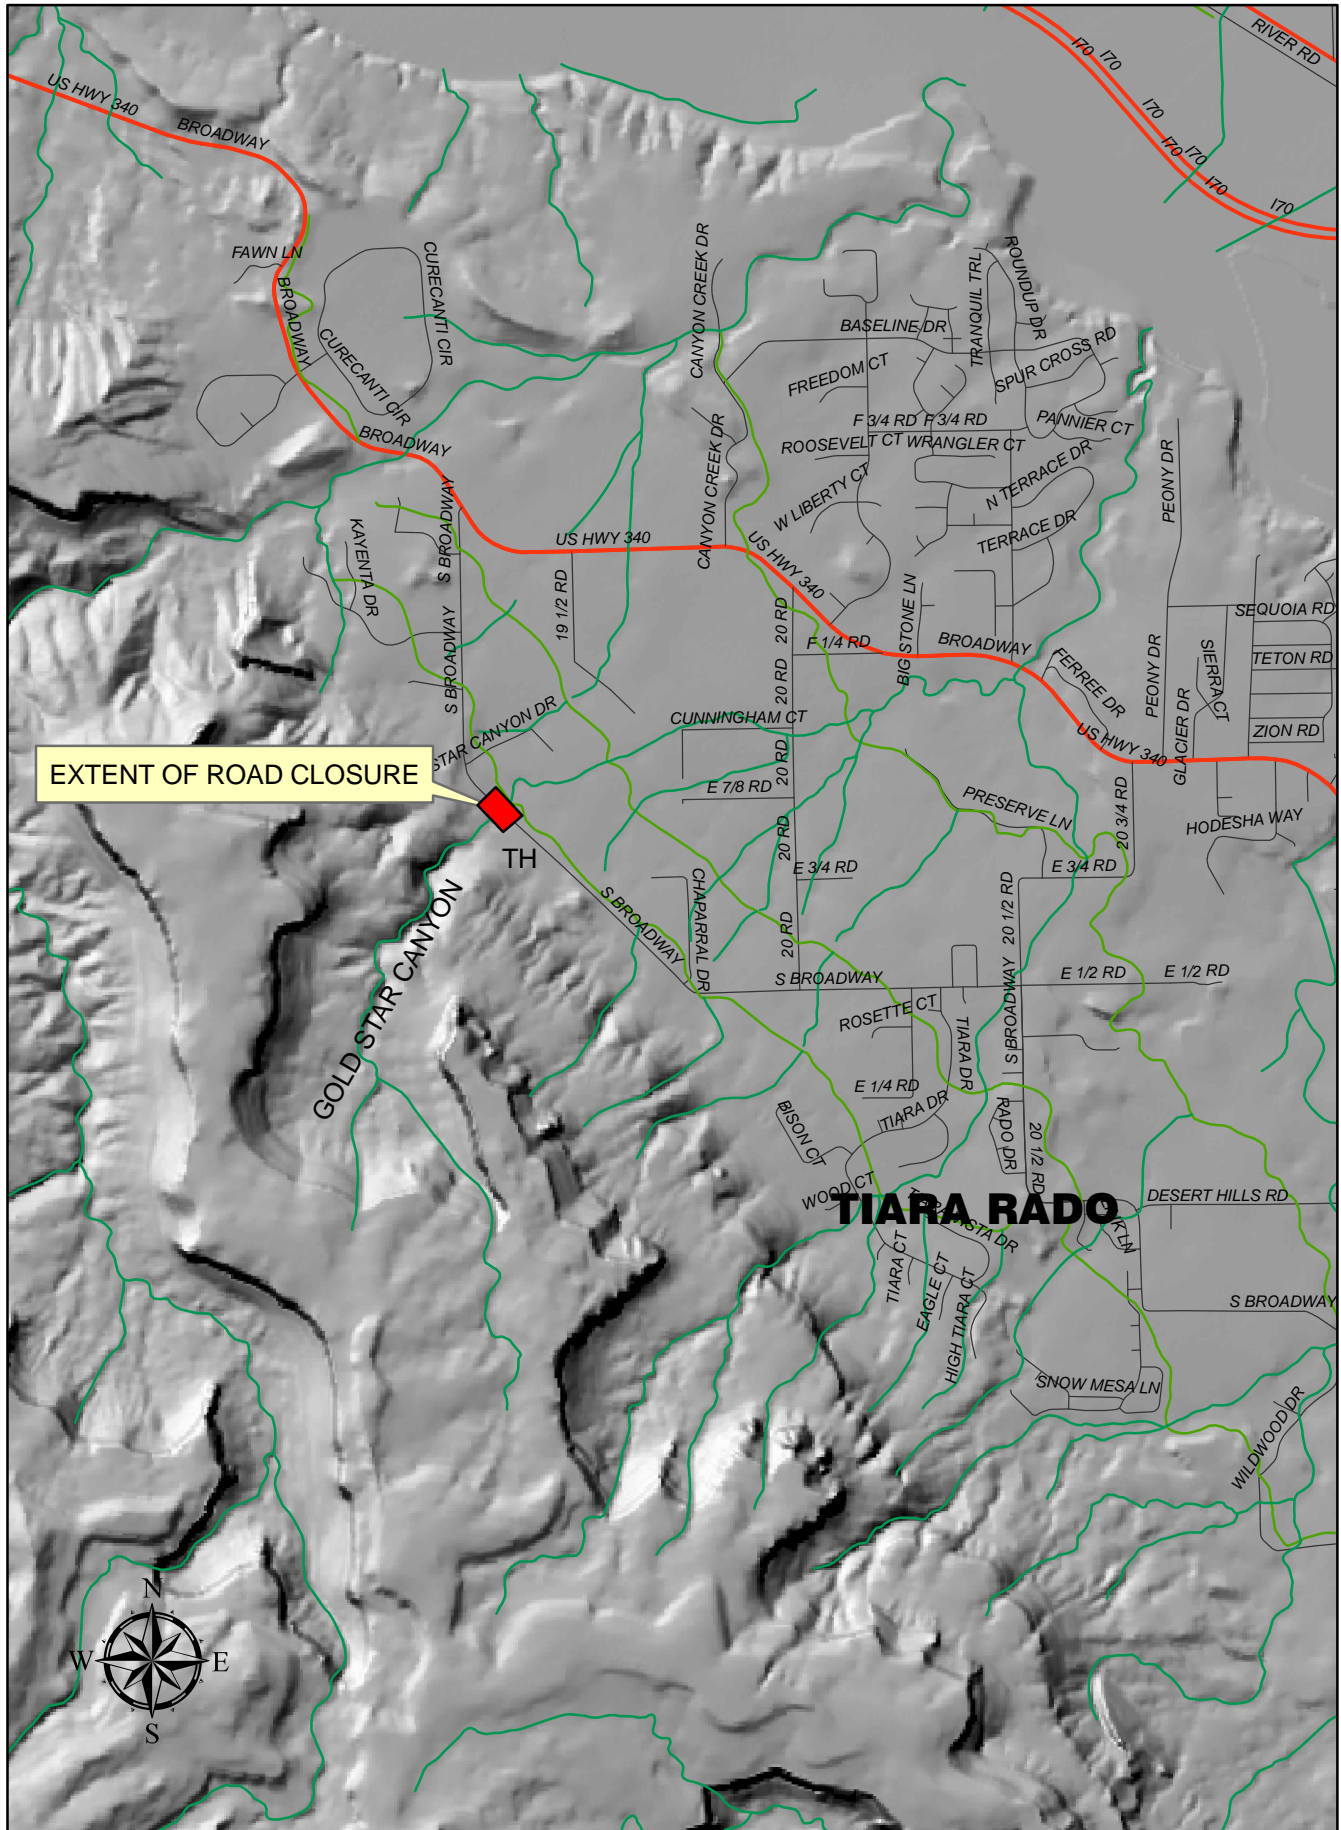 RIVER RD
I70
I70
I70
I70
I70
I70
I70
US HWY 340
BROADWAY
FAWN LN
BROADWAY
CURECANTI CIR
CURECANTI CIR
BROADWAY
CANYON CREEK DR
TRANQUIL TRL
ROUNDUP DR
BASELINE DR
FREEDOM CT
SPUR CROSS RD
F 3/4 RD
F 3/4 RD
PANNIER CT
ROOSEVELT CT
WRANGLER CT
CANYON CREEK DR
W LIBERTY CT
N TERRACE DR
TERRACE DR
PEONY DR
KAYENTA DR
S BROADWAY
US HWY 340
US HWY 340
19 1/2 RD
S BROADWAY
20 RD
F 1/4 RD
BIG STONE LN
BROADWAY
FERREE DR
PEONY DR
SEQUOIA RD
SIERRA CT
TETON RD
GLACIER DR
ZION RD
20 RD
CUNNINGHAM CT
US HWY 340
STAR CANYON DR
20 RD
EXTENT OF ROAD CLOSURE
E 7/8 RD
PRESERVE LN
20 3/4 RD
HODESHA WAY
20 RD
TH
E 3/4 RD
E 3/4 RD
GOLD STAR CANYON
S BROADWAY
CHAPARRAL DR
20 RD
20 1/2 RD
S BROADWAY
S BROADWAY
E 1/2 RD
E 1/2 RD
ROSETTE CT
TIARA DR
E 1/4 RD
TIARA DR
BISON CT
RADO DR
20 1/2 RD
WOOD CT
TIARA RADO
DESERT HILLS RD
TIARA CT
EAGLE CT
HIGH TIARA CT
S BROADWAY
SNOW MESA LN
WILDWOOD DR
N
W
E
S